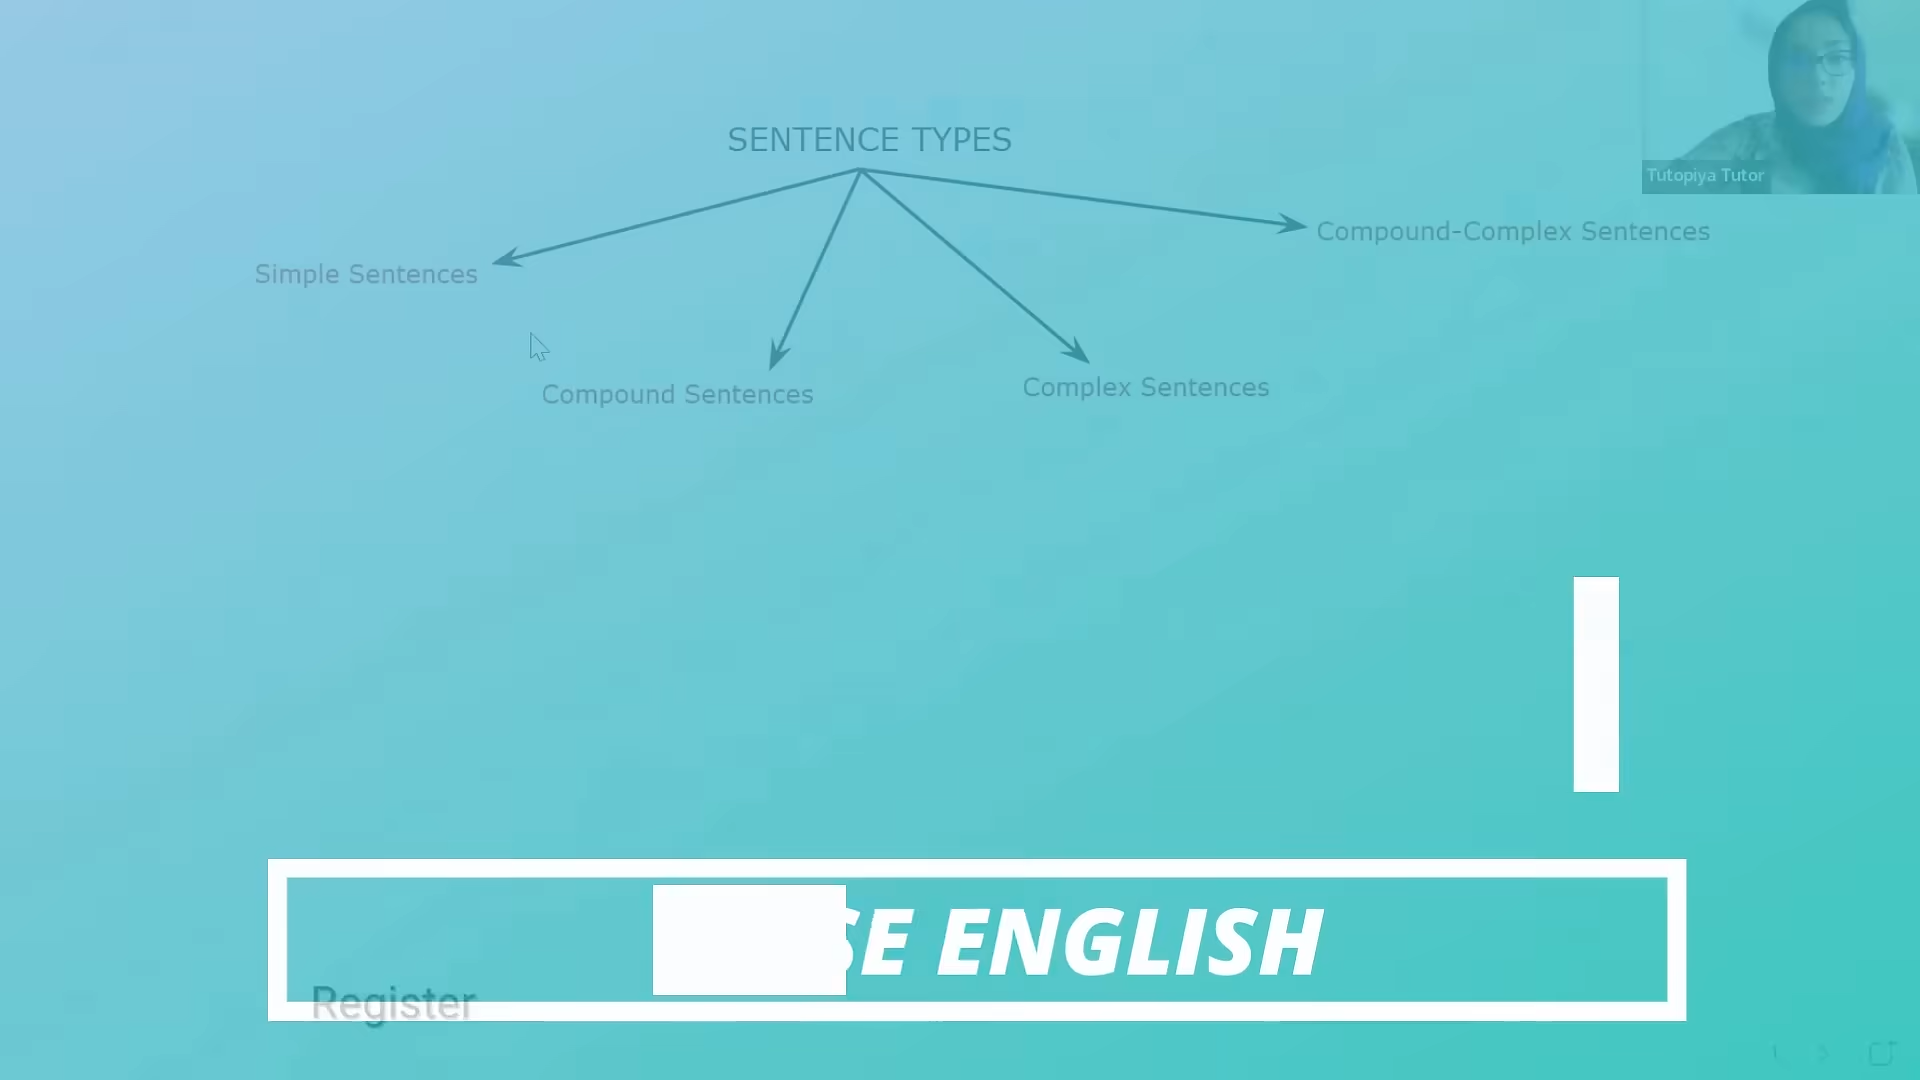 SENTENCE TYPES
Tutopiya Tutor
Compound-Complex Sentences
Simple Sentences
Complex Sentences
Compound Sentences
SE ENGLISH
Register